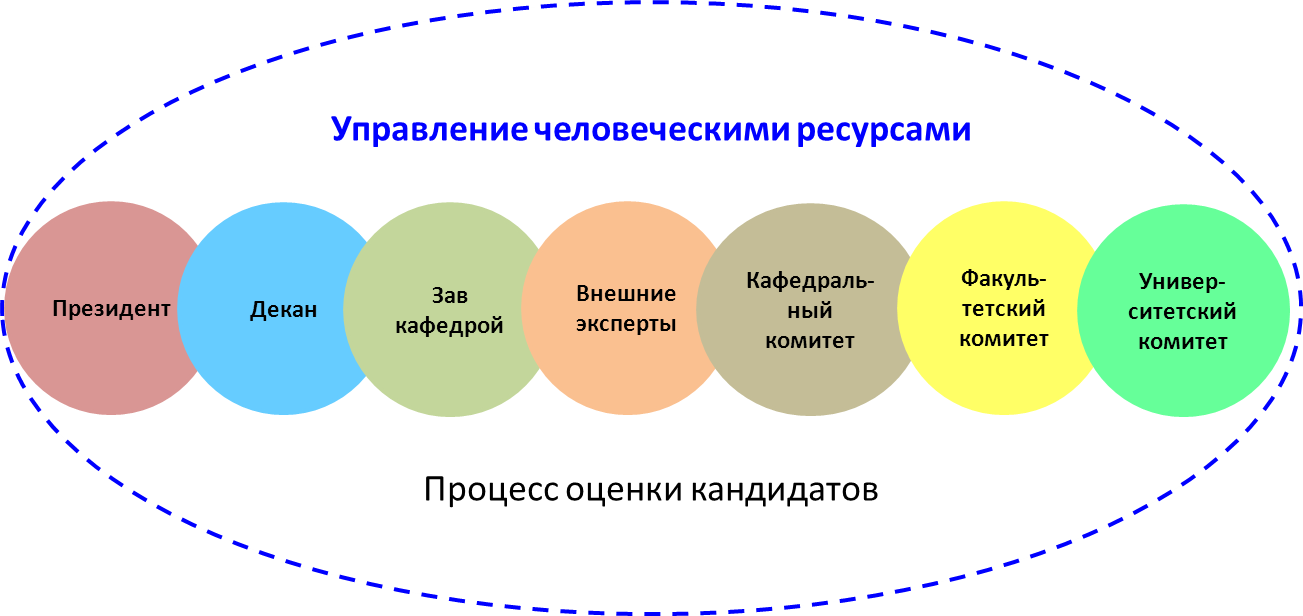 Управление человеческими ресурсами
Президент
Декан
Зав
кафедрой
Внешние
эксперты
Кафедраль-
ный
комитет
Факуль-
тетский
комитет
Универ-
ситетский
комитет
Процесс оценки кандидатов